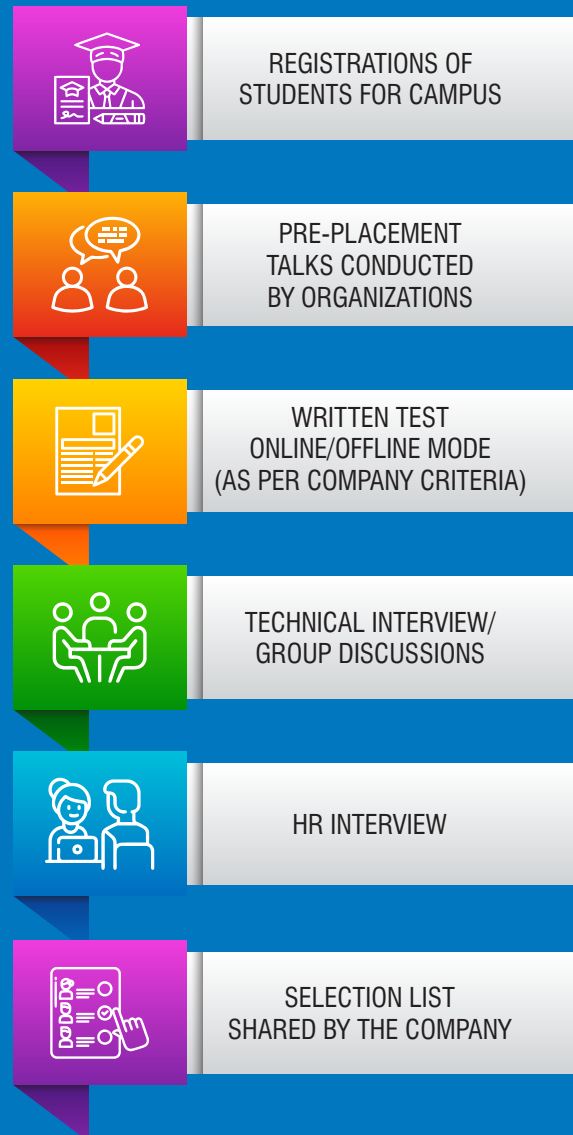 REGISTRATIONS OF
STUDENTS FOR CAMPUS
PRE-PLACEMENT
TALKS CONDUCTED
BY ORGANIZATIONS
WRITTEN TEST
ONLINE/OFFLINE MODE
(AS PER COMPANY CRITERIA)
TECHNICAL INTERVIEW/
GROUP DISCUSSIONS
HR INTERVIEW
SELECTION LIST
SHARED BY THE COMPANY